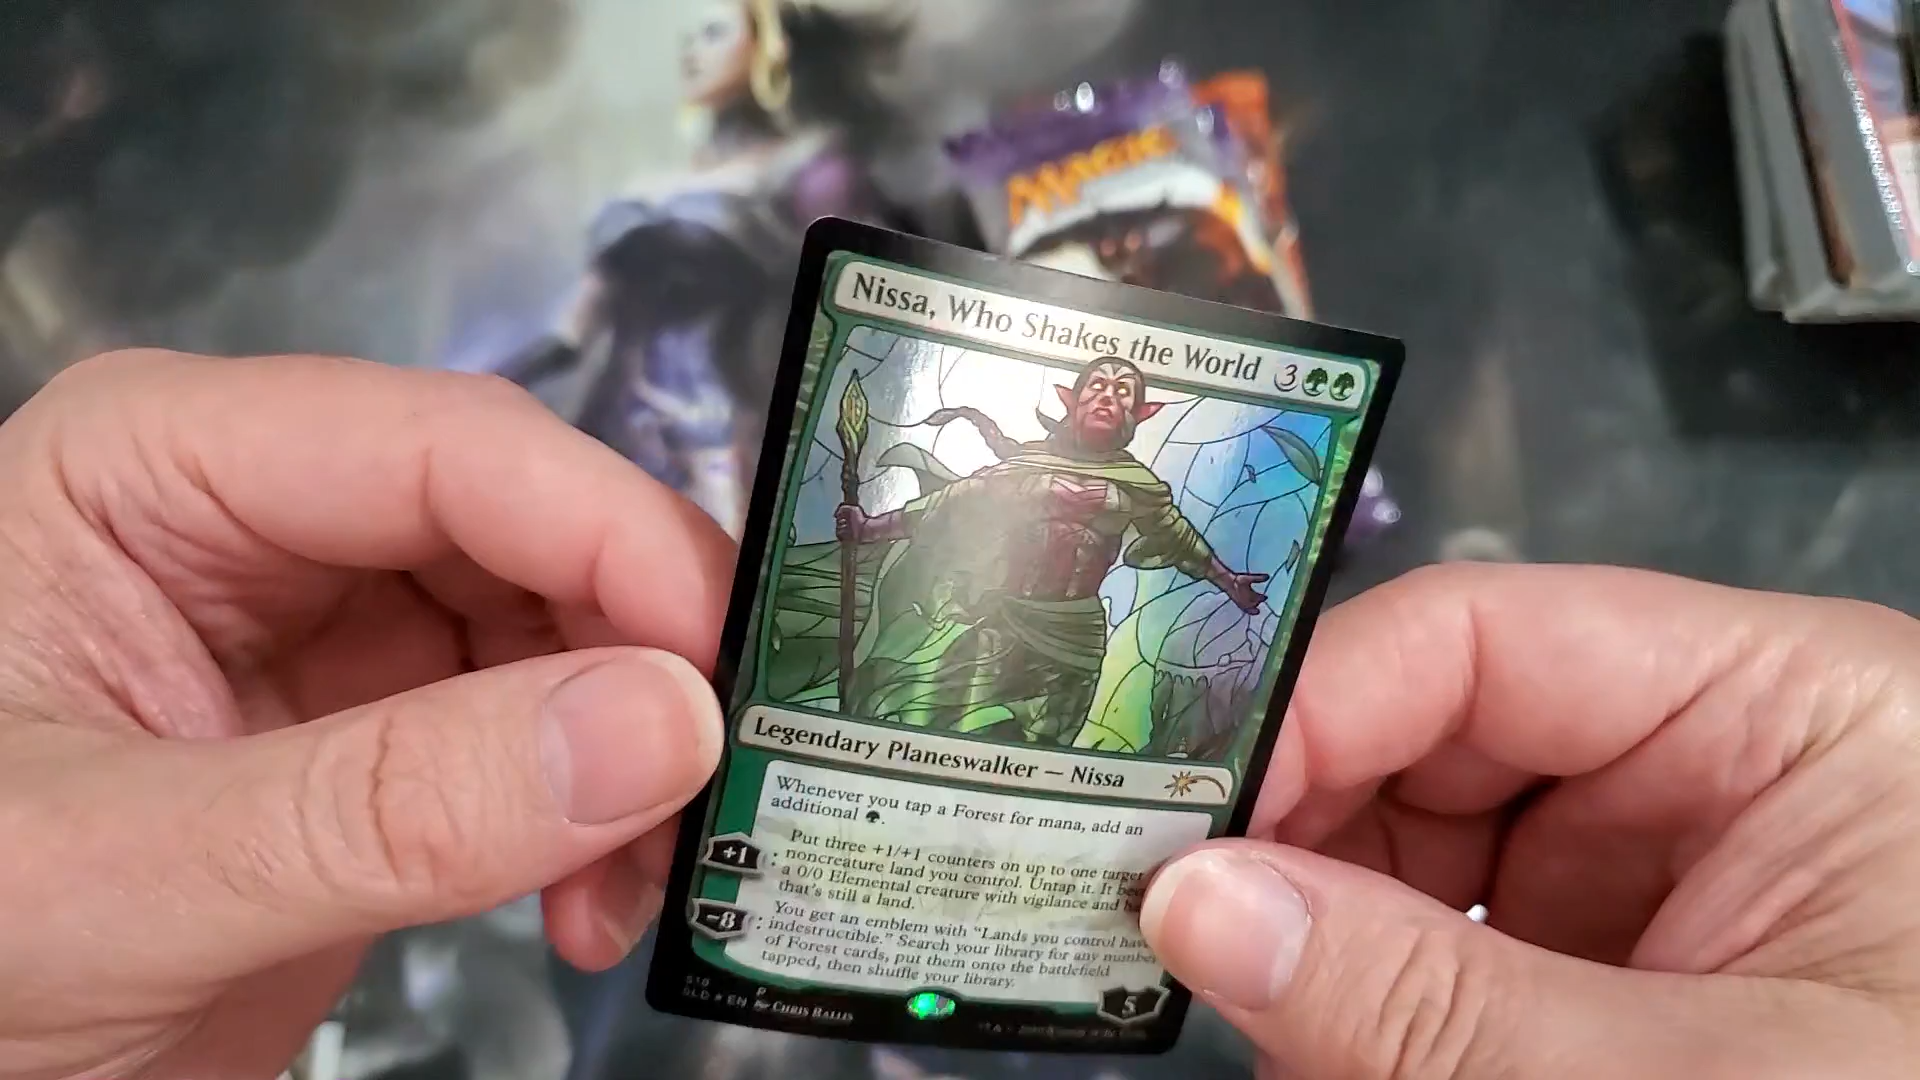 MAGIC
Nissa, Who Shakes the World 3
Legendary Planeswalker — Nissa
Whenever you tap a Forest for mana, add an
additional .
+1 : Put three +1/+1 counters on up to one target
noncreature land you control. Untap it. It
a 0/0 Elemental creature with vigilance and
that's still a land.
−8 : You get an emblem with "Lands you control
indestructible." Search your library for any number
of Forest cards, put them onto the battlefield
tapped, then shuffle your library.
5
P
SLD ★ EN CHRIS RALLIS